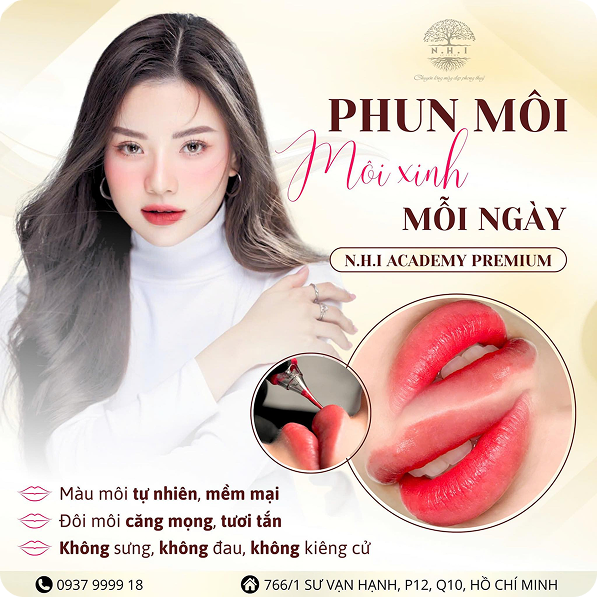 N.H.I
PHUN MÔI
Môi xinh
MỖI NGÀY
N.H.I ACADEMY PREMIUM
Màu môi tự nhiên, mềm mại
Đôi môi căng mọng, tươi tắn
Không sưng, không đau, không kiêng cử
0937 9999 18
766/1 SƯ VẠN HẠNH, P12, Q10, HỒ CHÍ MINH